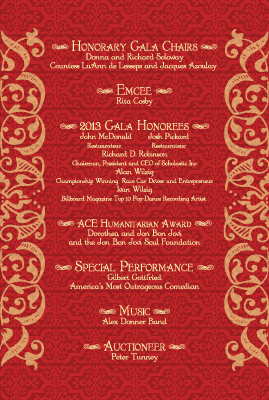 Honorary Gala Chairs
Donna and Richard Soloway
Countess LuAnn de Lesseps and Jacques Azoulay
Emcee
Rita Cosby
2013 Gala Honorees
John McDonald Josh Pickard
Restaurateur Restaurateur
Richard D. Robinson
Chairman, President and CEO of Scholastic Inc
Alan Wilzig
Championship Winning Race Car Driver and Entrepreneur
Ivan Wilzig
Billboard Magazine Top 10 Pop-Dance Recording Artist
ACE Humanitarian Award
Dorothea and Jon Bon Jovi
and the Jon Bon Jovi Soul Foundation
Special Performance
Gilbert Gottfried
America's Most Outrageous Comedian
Music
Alex Donner Band
Auctioneer
Peter Tunney